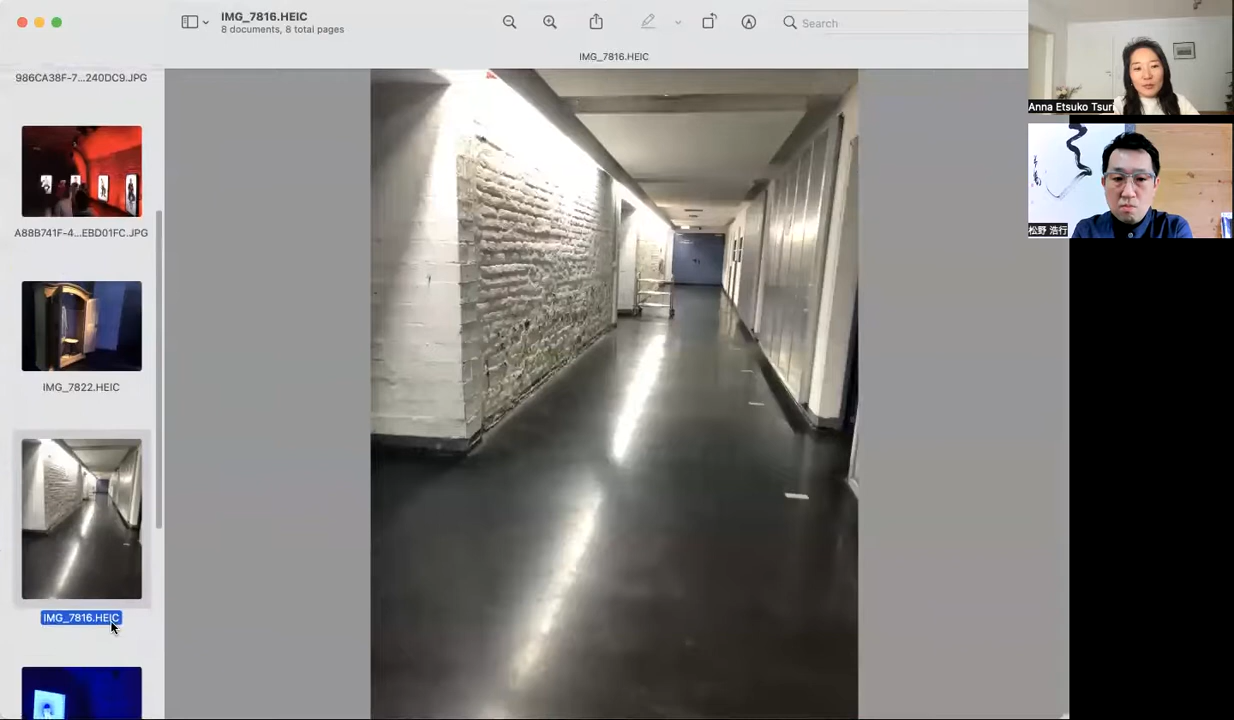 IMG_7816.HEIC
8 documents, 8 total pages
Search
IMG_7816.HEIC
986CA38F-7...240DC9.JPG
A88B741F-4...EBD01FC.JPG
IMG_7822.HEIC
IMG_7816.HEIC
Anna Etsuko Tsuri
松野 浩行